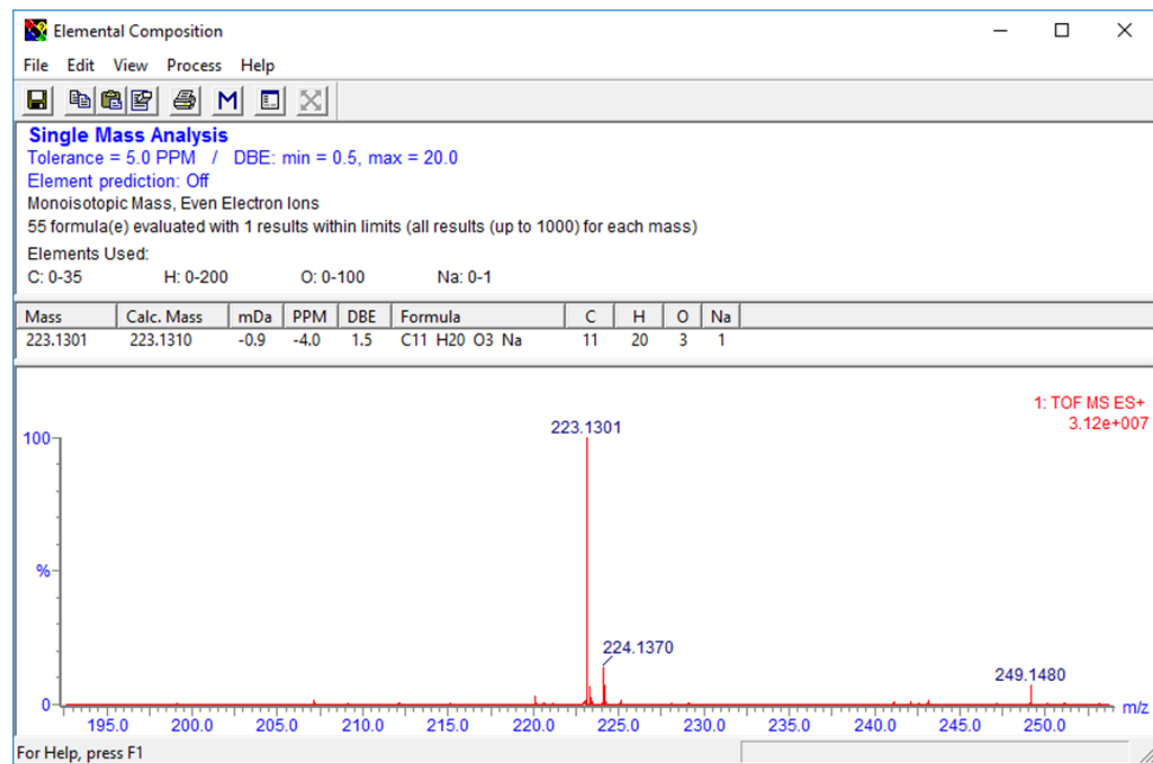 Elemental Composition
File Edit View Process Help
M
Single Mass Analysis
Tolerance = 5.0 PPM / DBE: min = 0.5, max = 20.0
Element prediction: Off
Monoisotopic Mass, Even Electron Ions
55 formula(e) evaluated with 1 results within limits (all results (up to 1000) for each mass)
Elements Used:
C: 0-35 H: 0-200 O: 0-100 Na: 0-1
Mass Calc. Mass mDa PPM DBE Formula C H O Na
223.1301 223.1310 -0.9 -4.0 1.5 C11 H20 O3 Na 11 20 3 1
1: TOF MS ES+
3.12e+007
100
223.1301
%
224.1370
249.1480
0
195.0 200.0 205.0 210.0 215.0 220.0 225.0 230.0 235.0 240.0 245.0 250.0 m/z
For Help, press F1